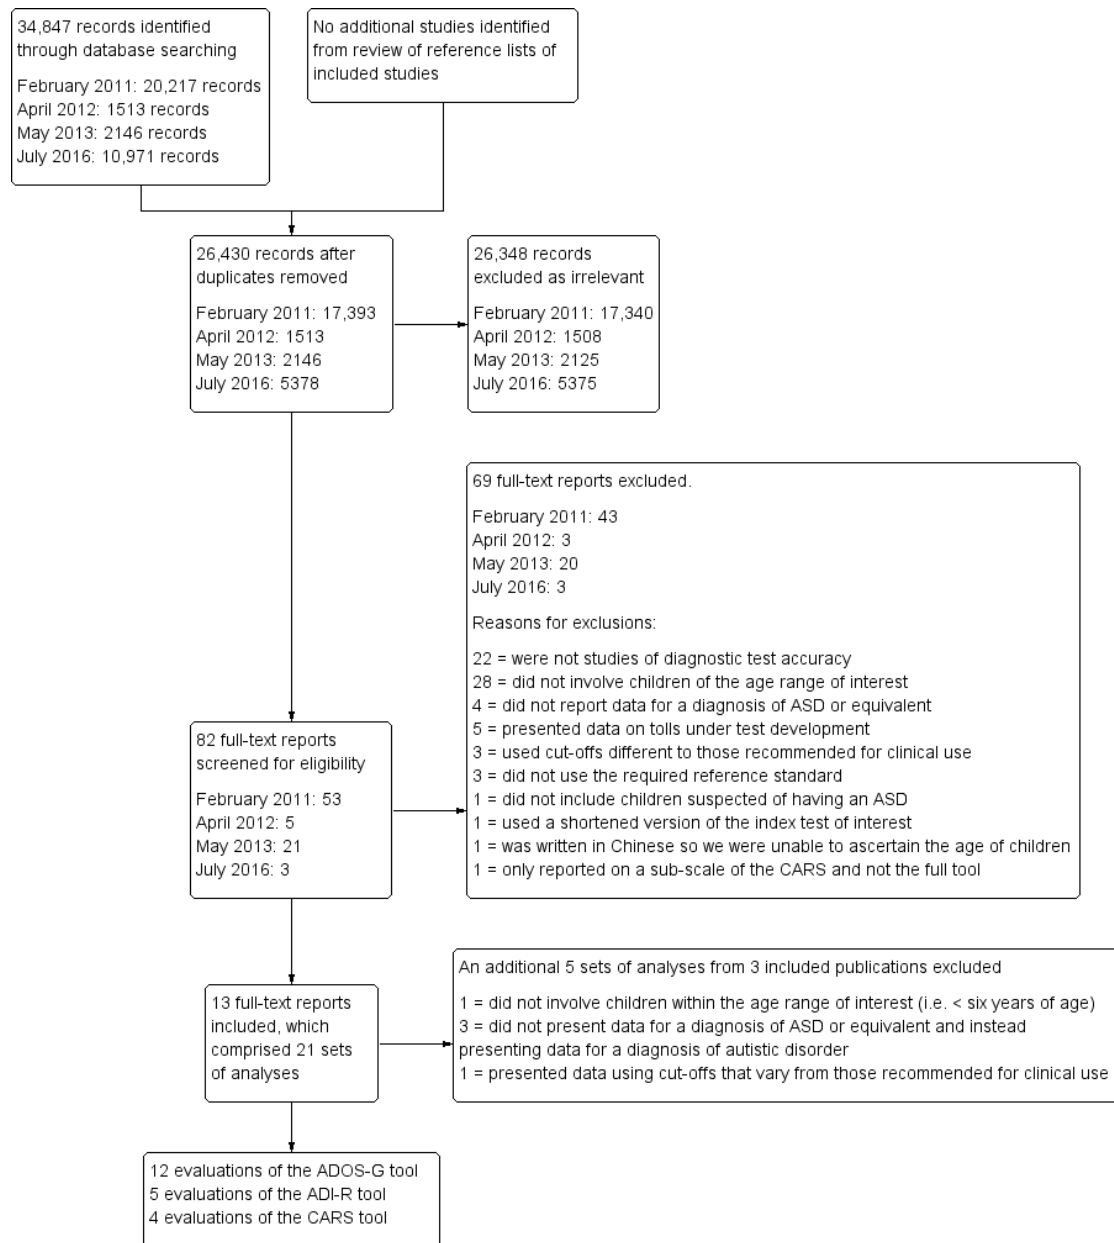 34,847 records identified
through database searching
February 2011: 20,217 records
April 2012: 1513 records
May 2013: 2146 records
July 2016: 10,971 records
No additional studies identified
from review of reference lists of
included studies
26,430 records after
duplicates removed
February 2011: 17,393
April 2012: 1513
May 2013: 2146
July 2016: 5378
26,348 records
excluded as irrelevant
February 2011: 17,340
April 2012: 1508
May 2013: 2125
July 2016: 5375
69 full-text reports excluded.
February 2011: 43
April 2012: 3
May 2013: 20
July 2016: 3
Reasons for exclusions:
22 = were not studies of diagnostic test accuracy
28 = did not involve children of the age range of interest
4 = did not report data for a diagnosis of ASD or equivalent
5 = presented data on tolls under test development
3 = used cut-offs different to those recommended for clinical use
3 = did not use the required reference standard
1 = did not include children suspected of having an ASD
1 = used a shortened version of the index test of interest
1 = was written in Chinese so we were unable to ascertain the age of children
1 = only reported on a sub-scale of the CARS and not the full tool
82 full-text reports
screened for eligibility
February 2011: 53
April 2012: 5
May 2013: 21
July 2016: 3
An additional 5 sets of analyses from 3 included publications excluded
1 = did not involve children within the age range of interest (i.e. < six years of age)
3 = did not present data for a diagnosis of ASD or equivalent and instead
presenting data for a diagnosis of autistic disorder
1 = presented data using cut-offs that vary from those recommended for clinical use
13 full-text reports
included, which
comprised 21 sets
of analyses
12 evaluations of the ADOS-G tool
5 evaluations of the ADI-R tool
4 evaluations of the CARS tool